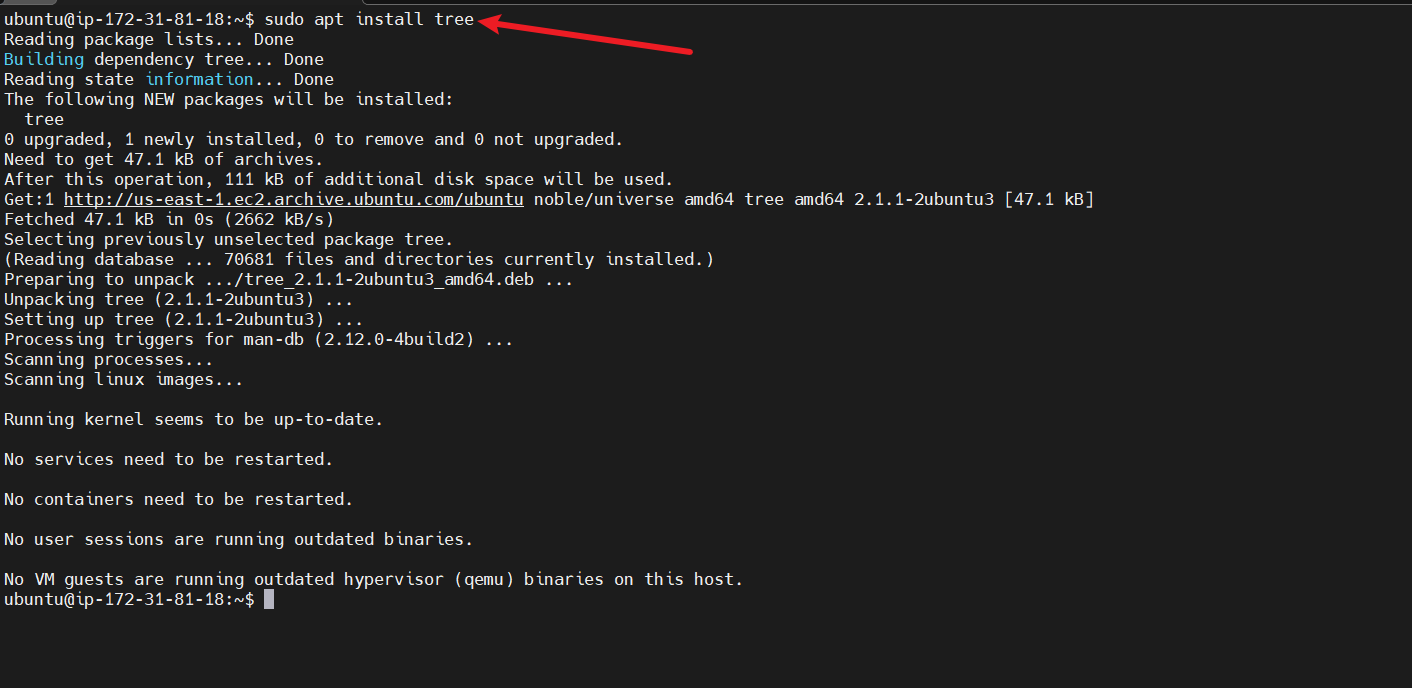 ubuntu@ip-172-31-81-18:~$ sudo apt install tree
Reading package lists... Done
Building dependency tree... Done
Reading state information... Done
The following NEW packages will be installed:
  tree
0 upgraded, 1 newly installed, 0 to remove and 0 not upgraded.
Need to get 47.1 kB of archives.
After this operation, 111 kB of additional disk space will be used.
Get:1 http://us-east-1.ec2.archive.ubuntu.com/ubuntu noble/universe amd64 tree amd64 2.1.1-2ubuntu3 [47.1 kB]
Fetched 47.1 kB in 0s (2662 kB/s)
Selecting previously unselected package tree.
(Reading database ... 70681 files and directories currently installed.)
Preparing to unpack .../tree_2.1.1-2ubuntu3_amd64.deb ...
Unpacking tree (2.1.1-2ubuntu3) ...
Setting up tree (2.1.1-2ubuntu3) ...
Processing triggers for man-db (2.12.0-4build2) ...
Scanning processes...
Scanning linux images...
Running kernel seems to be up-to-date.
No services need to be restarted.
No containers need to be restarted.
No user sessions are running outdated binaries.
No VM guests are running outdated hypervisor (qemu) binaries on this host.
ubuntu@ip-172-31-81-18:~$